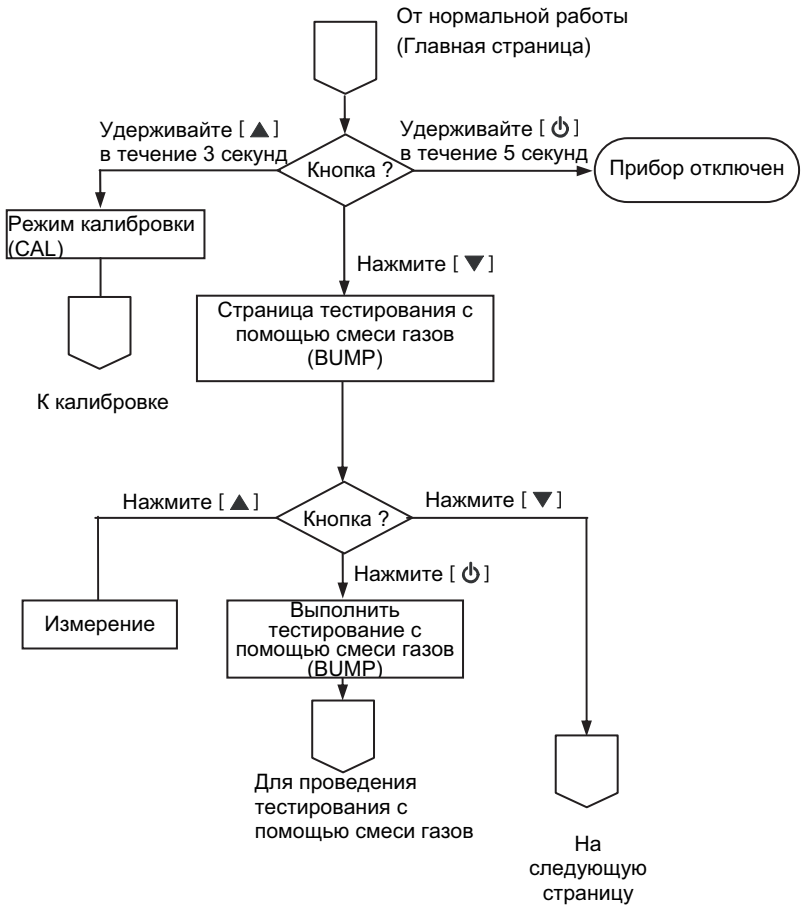 От нормальной работы
(Главная страница)
Удерживайте [ ▲ ]
в течение 3 секунд
Кнопка ?
Удерживайте [ ⏻ ]
в течение 5 секунд
Прибор отключен
Режим калибровки
(CAL)
Нажмите [ ▼ ]
Страница тестирования с
помощью смеси газов
(BUMP)
К калибровке
Нажмите [ ▲ ]
Кнопка ?
Нажмите [ ▼ ]
Нажмите [ ⏻ ]
Измерение
Выполнить
тестирование с
помощью смеси газов
(BUMP)
Для проведения
тестирования с
помощью смеси газов
На
следующую
страницу